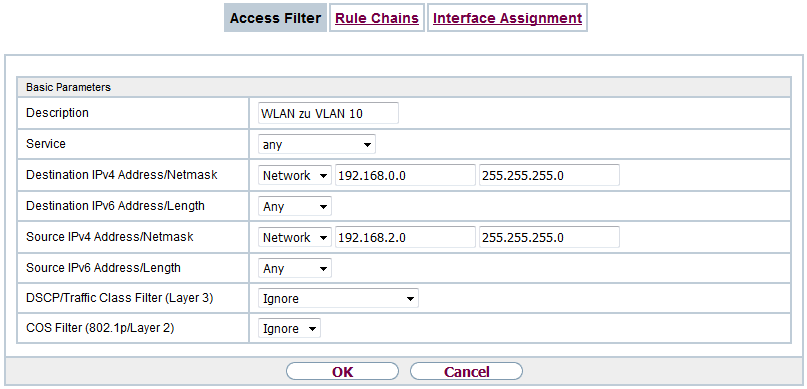 Access Filter Rule Chains Interface Assignment
Basic Parameters
Description WLAN zu VLAN 10
Service any
Destination IPv4 Address/Netmask Network 192.168.0.0 255.255.255.0
Destination IPv6 Address/Length Any
Source IPv4 Address/Netmask Network 192.168.2.0 255.255.255.0
Source IPv6 Address/Length Any
DSCP/Traffic Class Filter (Layer 3) Ignore
COS Filter (802.1p/Layer 2) Ignore
OK Cancel